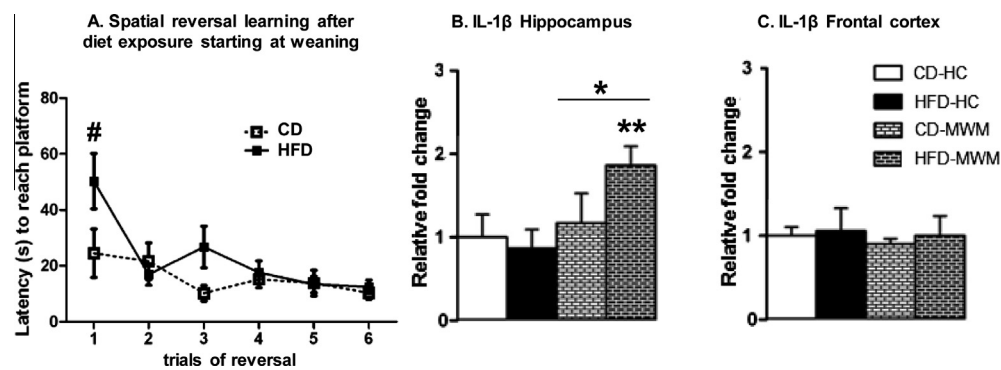 A. Spatial reversal learning after
diet exposure starting at weaning
Latency (s) to reach platform
80
60
40
20
0
#
CD
HFD
1 2 3 4 5 6
trials of reversal
B. IL-1β Hippocampus
Relative fold change
3
2
1
0
*
**
C. IL-1β Frontal cortex
Relative fold change
3
2
1
0
CD-HC
HFD-HC
CD-MWM
HFD-MWM